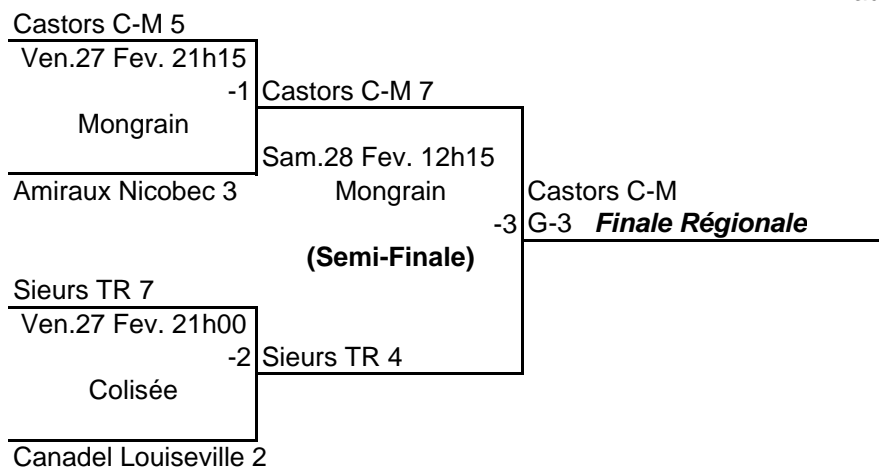 Castors C-M 5
Ven.27 Fev. 21h15
-1 Castors C-M 7
Mongrain
Sam.28 Fev. 12h15
Amiraux Nicobec 3
Mongrain
Castors C-M
-3 G-3 Finale Régionale
(Semi-Finale)
Sieurs TR 7
Ven.27 Fev. 21h00
-2 Sieurs TR 4
Colisée
Canadel Louiseville 2